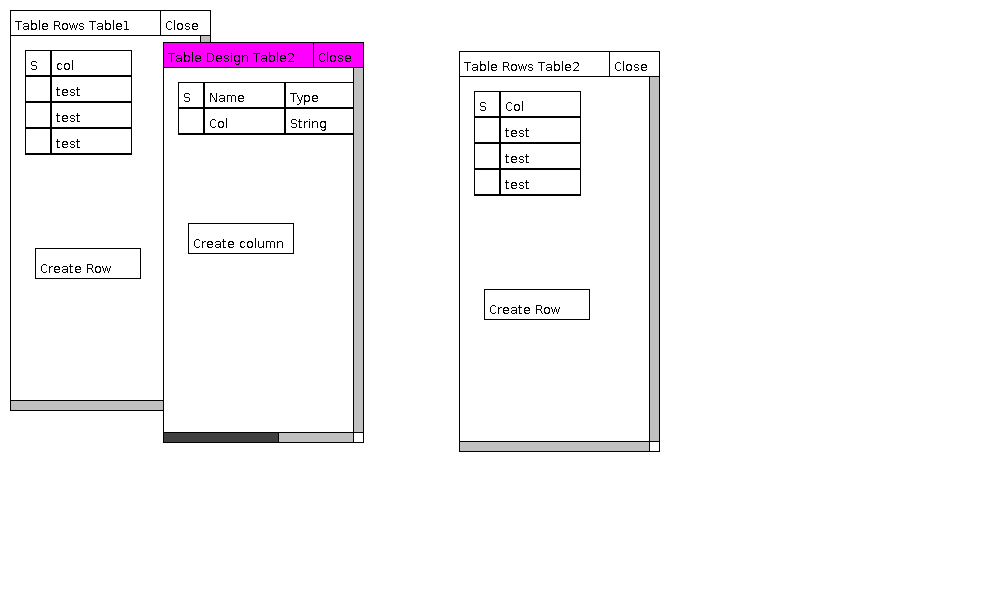 Table Rows Table1 Close
S col
test
test
test
Create Row
Table Design Table2 Close
S Name Type
Col String
Create column
Table Rows Table2 Close
S Col
test
test
test
Create Row